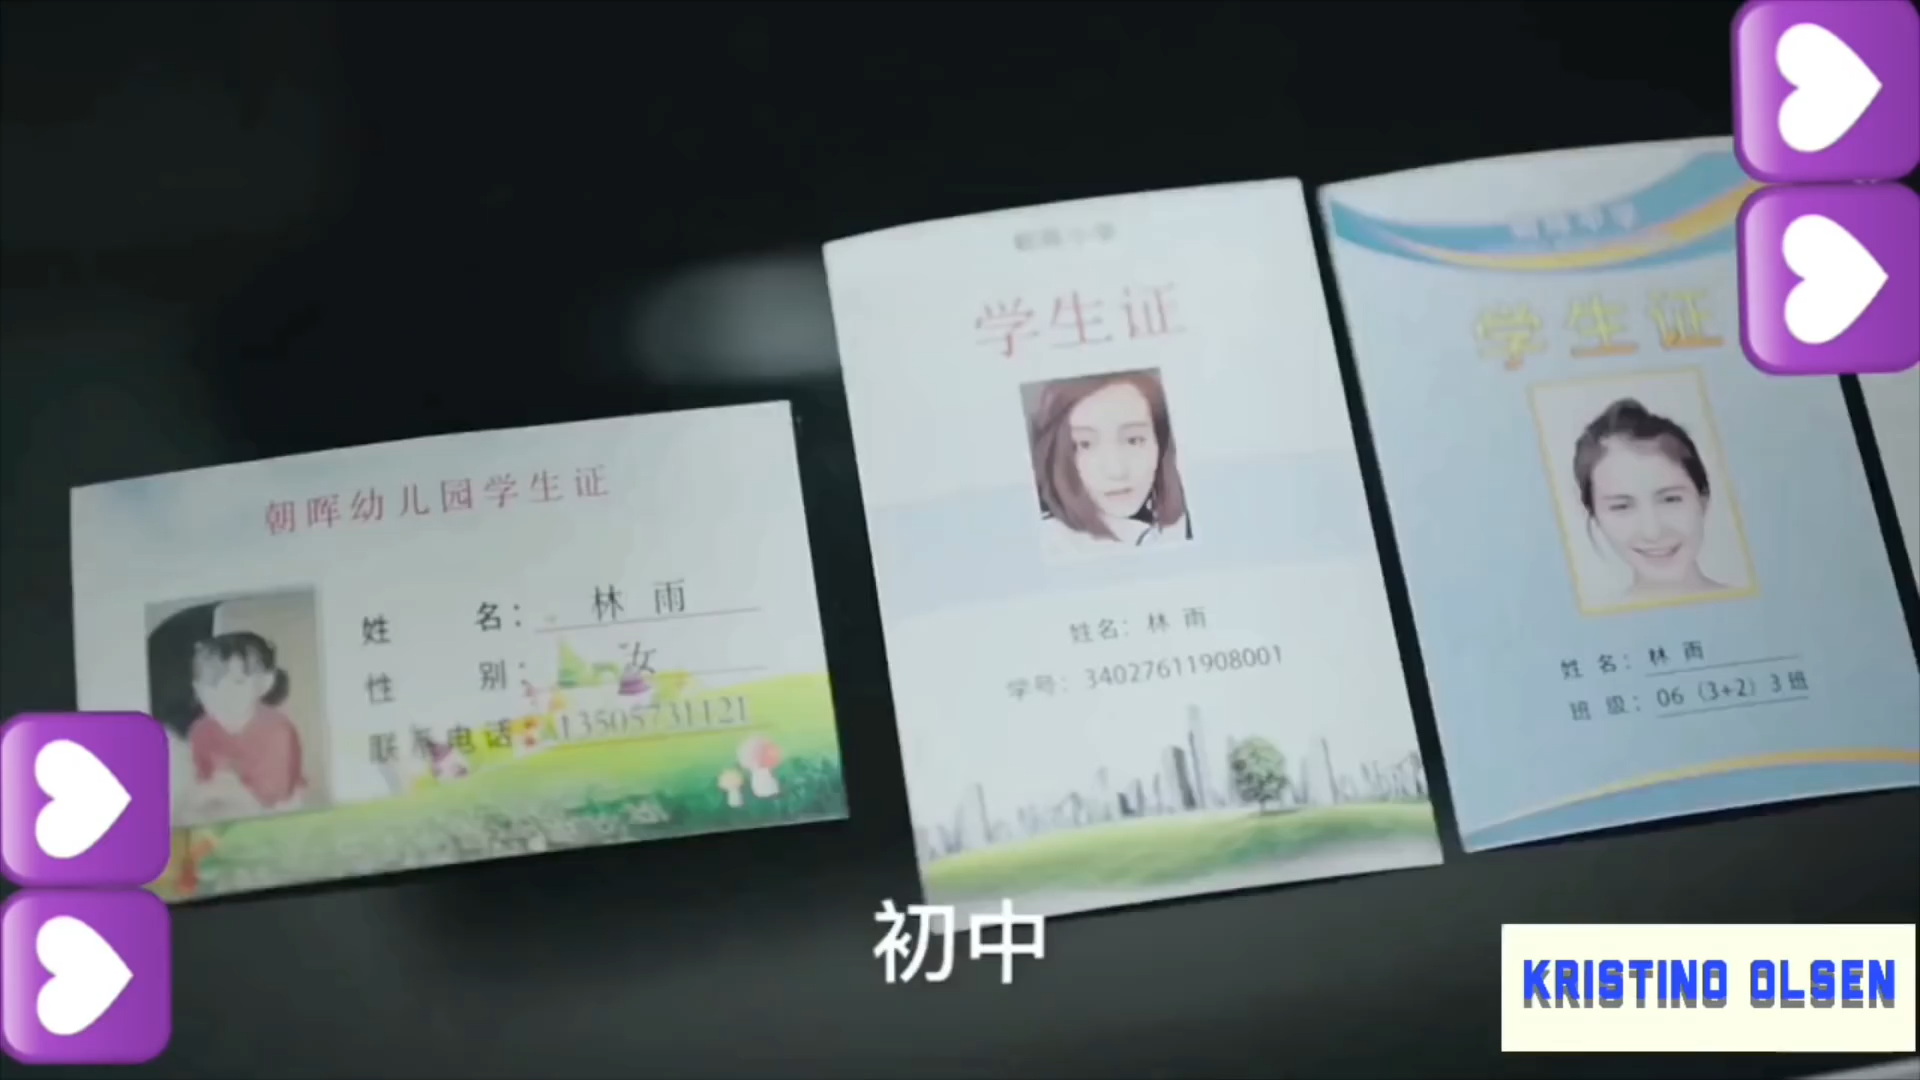 朝晖幼儿园学生证
姓名：林雨
性别：女
联系电话：13505731121
学生证
姓名：林雨
学号：34027611908001
学生证
姓名：林雨
班级：06（3+2）3班
初中
KRISTINO OLSEN